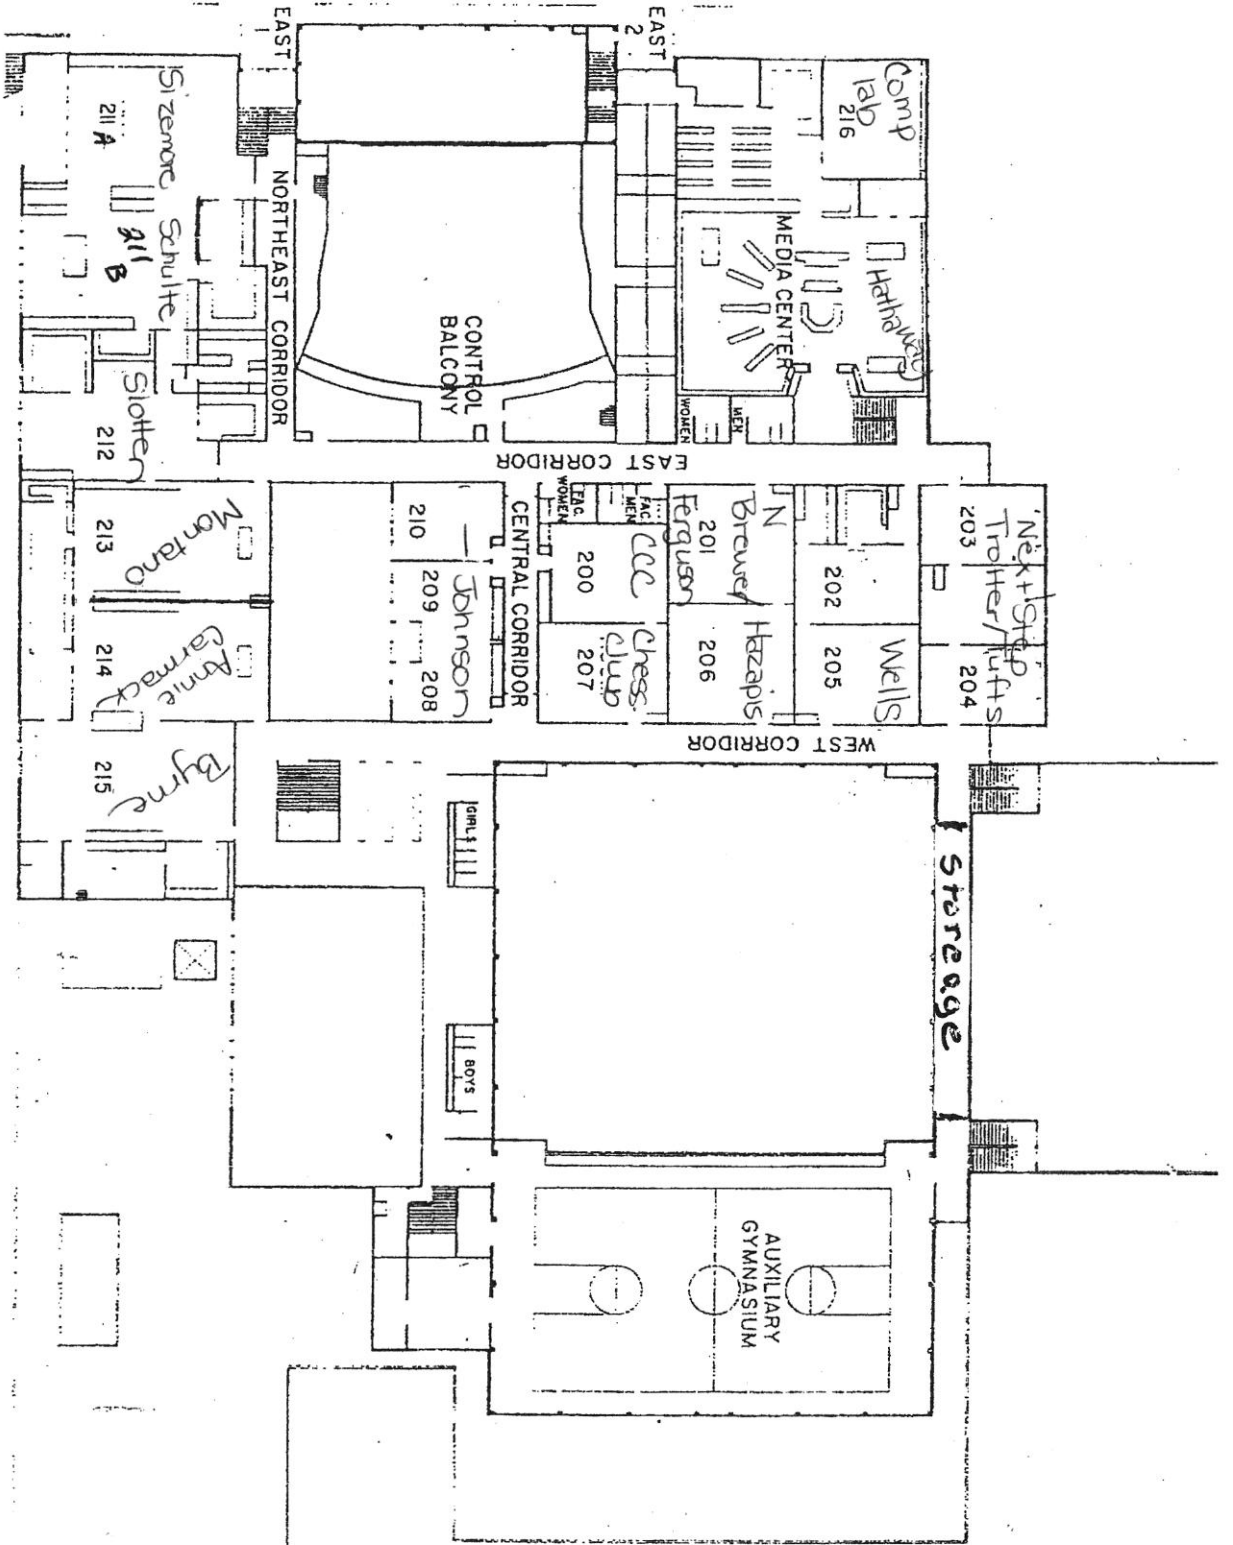 EAST
1
EAST
2
Comp
lab
216
Sizemore
211 A
Schulte
211
B
NORTHEAST CORRIDOR
MEDIA CENTER
Hathaway
CONTROL
BALCONY
Slotten
212
WOMEN
MEN
EAST CORRIDOR
Montano
213
210
CENTRAL CORRIDOR
FAC.
WOMEN
FAC
MEN
CCC
200
N
Brewer
201
Ferguson
202
"Next Step"
Trotter/Tufts
203
204
Annie
Carmack
214
Johnson
209
208
Chess
Club
207
Hazapis
206
Wells
205
WEST CORRIDOR
Byrne
215
GIRLS
Storeage
BOYS
AUXILIARY
GYMNASIUM